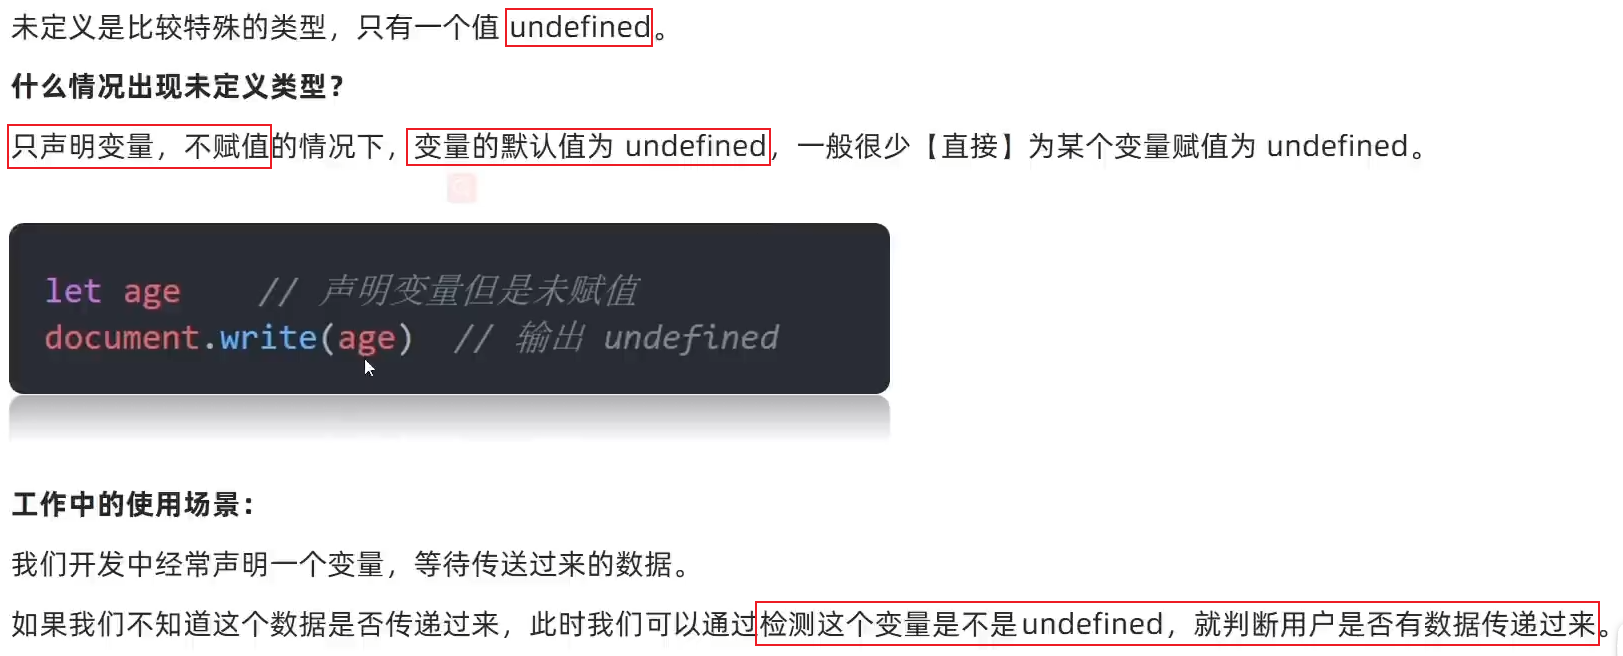 未定义是比较特殊的类型，只有一个值 undefined。
什么情况出现未定义类型？
只声明变量，不赋值的情况下，变量的默认值为 undefined，一般很少【直接】为某个变量赋值为 undefined。
let age    // 声明变量但是未赋值
document.write(age)  // 输出 undefined
工作中的使用场景：
我们开发中经常声明一个变量，等待传送过来的数据。
如果我们不知道这个数据是否传递过来，此时我们可以通过检测这个变量是不是undefined，就判断用户是否有数据传递过来。